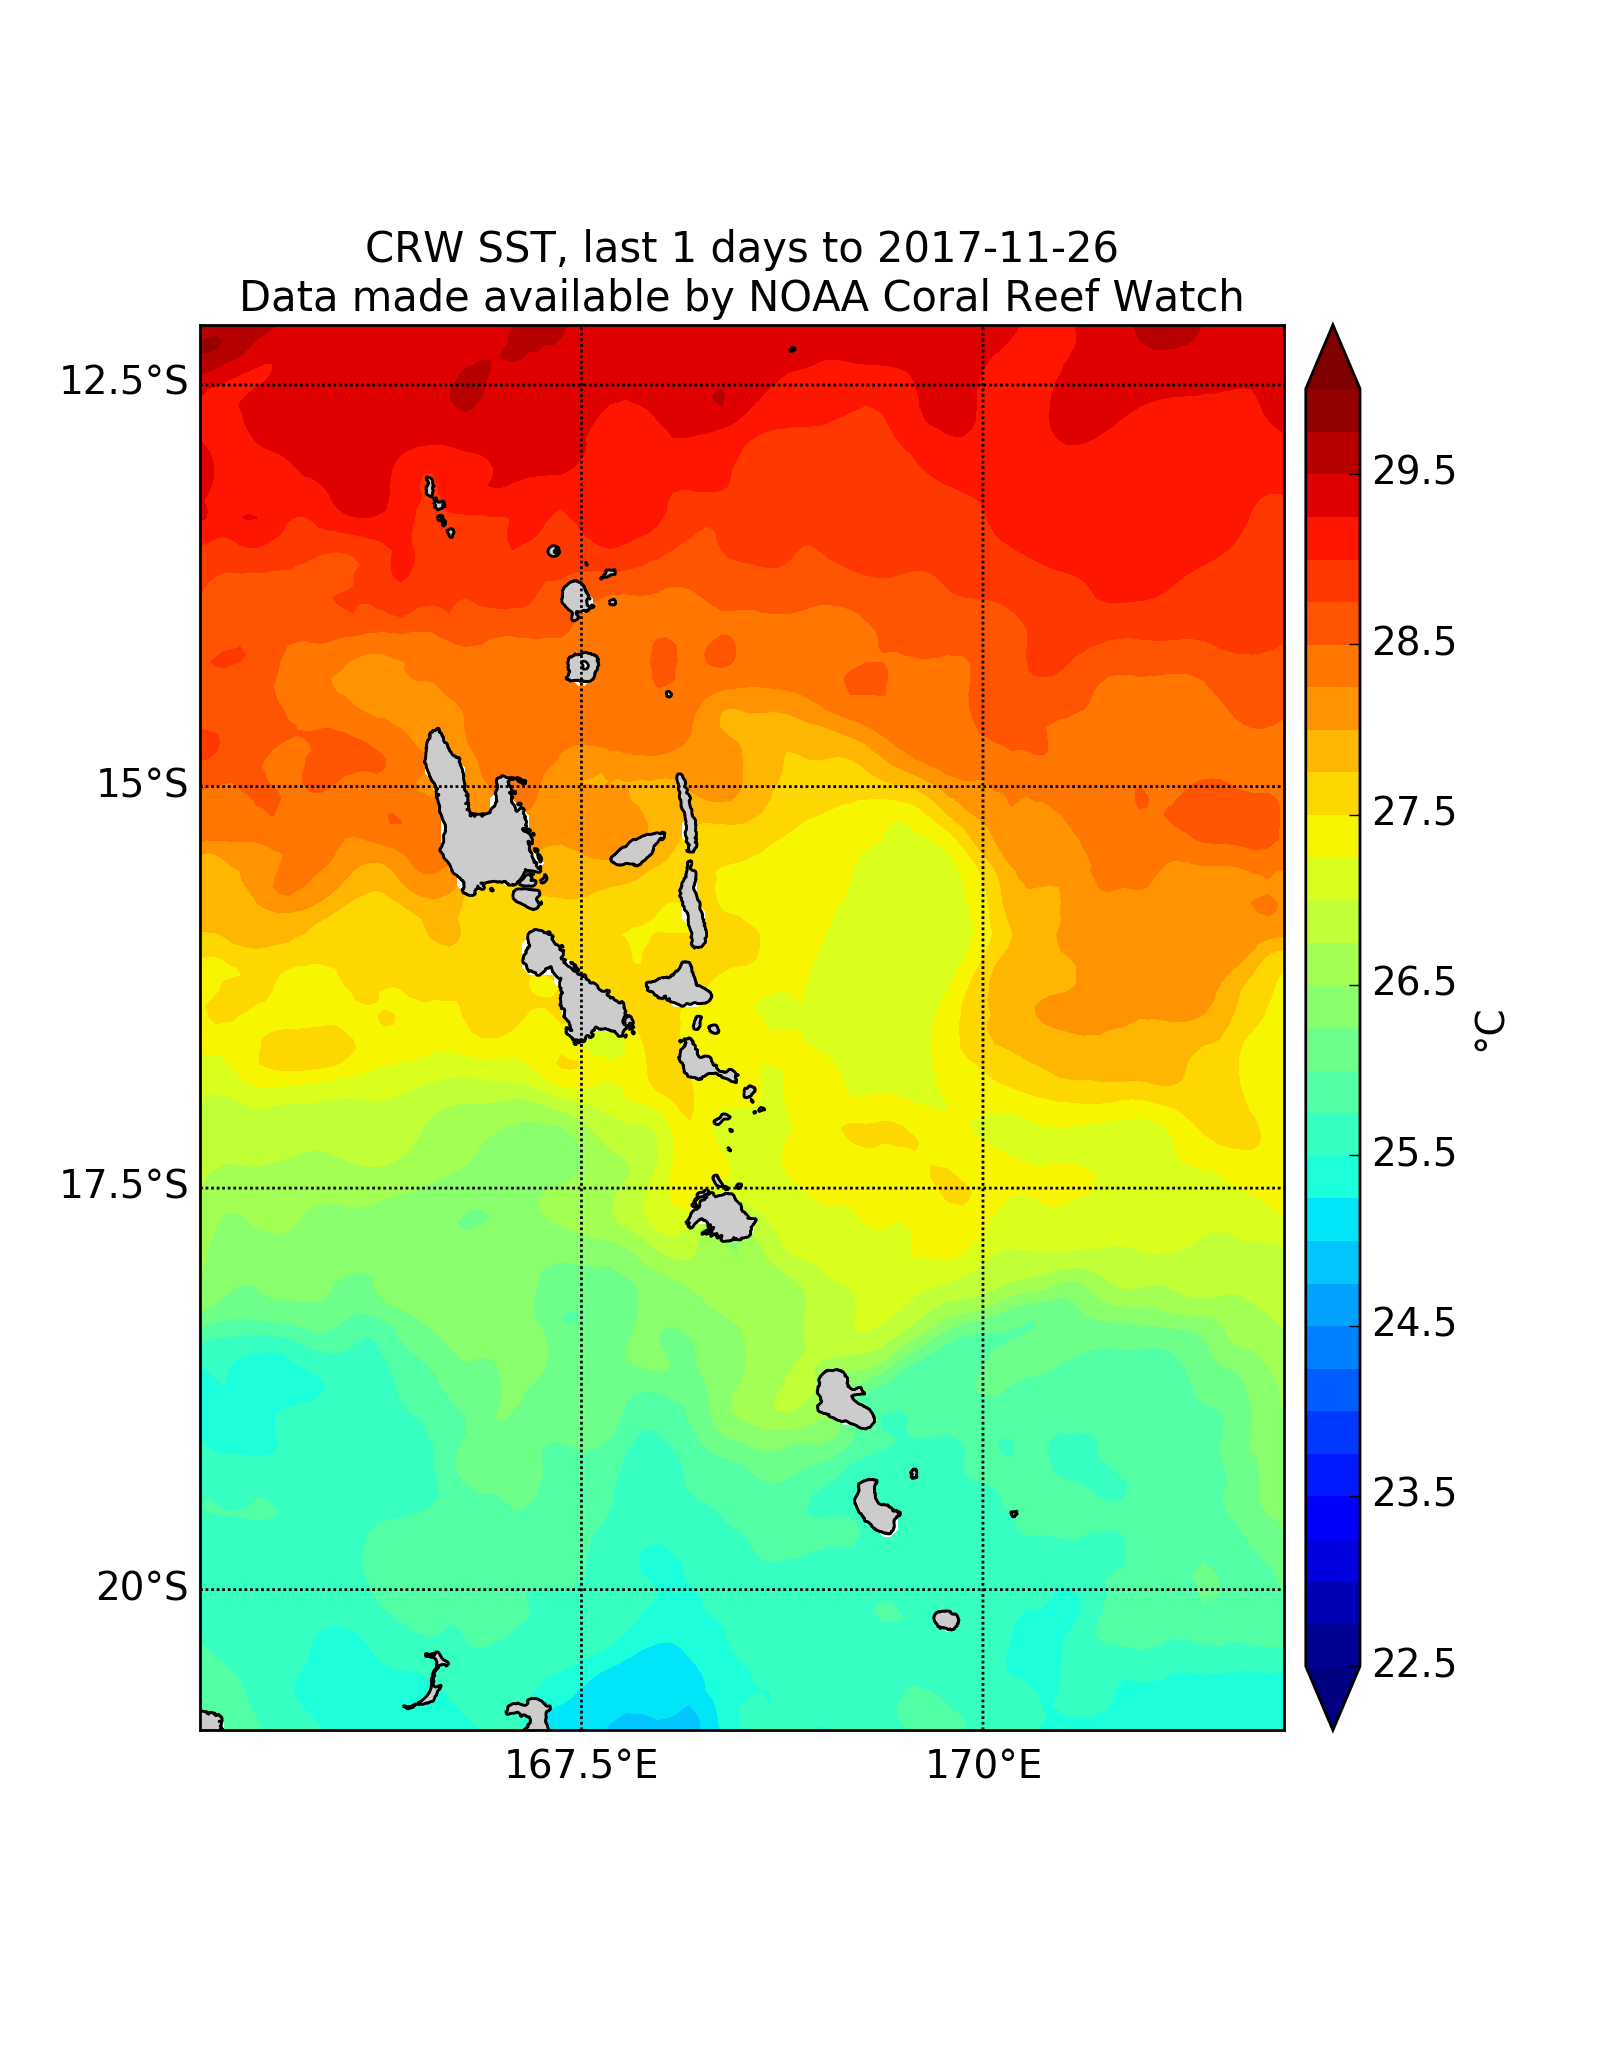 CRW SST, last 1 days to 2017-11-26
Data made available by NOAA Coral Reef Watch
12.5°S
15°S
17.5°S
20°S
167.5°E
170°E
29.5
28.5
27.5
26.5
25.5
24.5
23.5
22.5
°C